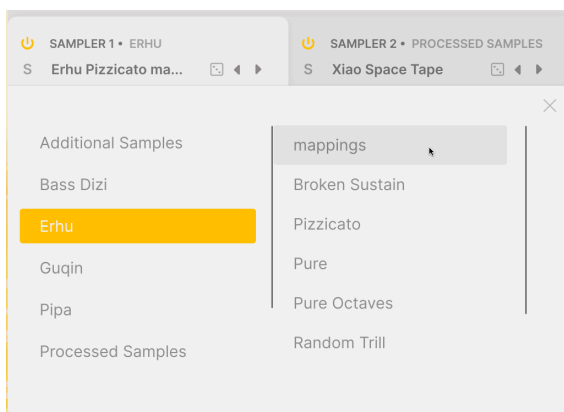 SAMPLER 1 • ERHU
S Erhu Pizzicato ma...
SAMPLER 2 • PROCESSED SAMPLES
S Xiao Space Tape
Additional Samples
Bass Dizi
Erhu
Guqin
Pipa
Processed Samples
mappings
Broken Sustain
Pizzicato
Pure
Pure Octaves
Random Trill